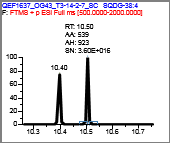 QEF1537_OG43_T3-14-2-7_SC SQDG-38:4
F: FTMS + p ESI Full ms [500.0000-2000.0000]
RT: 10.50
AA: 539
AH: 923
SN: 3.60E+016
100
80
60
40
20
0
10.40
10.3 10.4 10.5 10.6 10.7